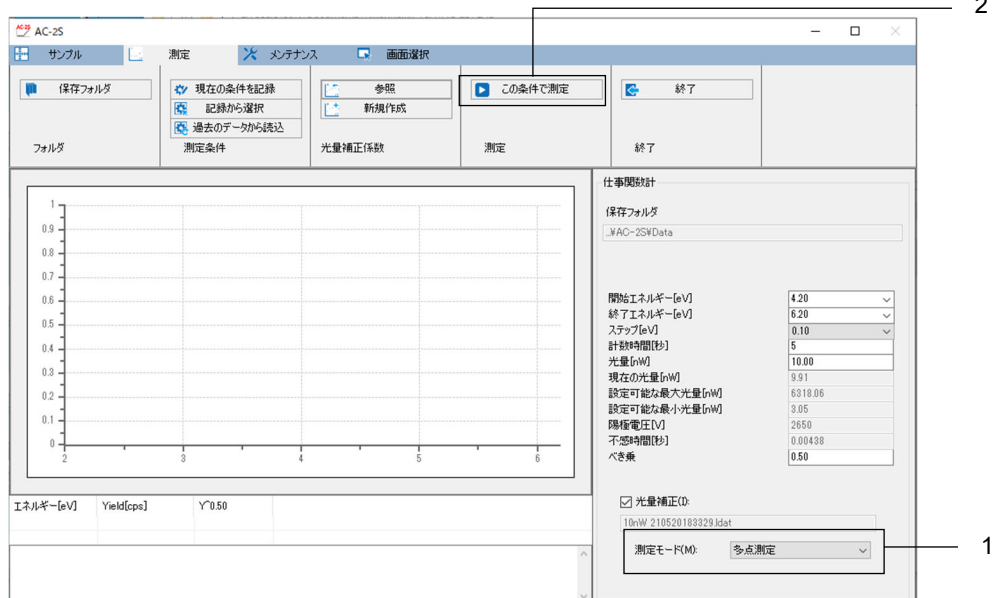 2
AC-2S
サンプル 測定 メンテナンス 画面選択
保存フォルダ
フォルダ
現在の条件を記録
記録から選択
過去のデータから読込
測定条件
参照
新規作成
光量補正係数
この条件で測定
測定
終了
終了
1
0.9
0.8
0.7
0.6
0.5
0.4
0.3
0.2
0.1
0
2 3 4 5 6
エネルギー[eV] Yield[cps] Y^0.50
仕事関数計
保存フォルダ
..¥AC-2S¥Data
開始エネルギー[eV] 4.20
終了エネルギー[eV] 6.20
ステップ[eV] 0.10
計数時間[秒] 5
光量[nW] 10.00
現在の光量[nW] 9.91
設定可能な最大光量[nW] 6318.06
設定可能な最小光量[nW] 3.05
陽極電圧[V] 2650
不感時間[秒] 0.00438
べき乗 0.50
光量補正(I):
10nW 210520183329.ldat
測定モード(M): 多点測定
1